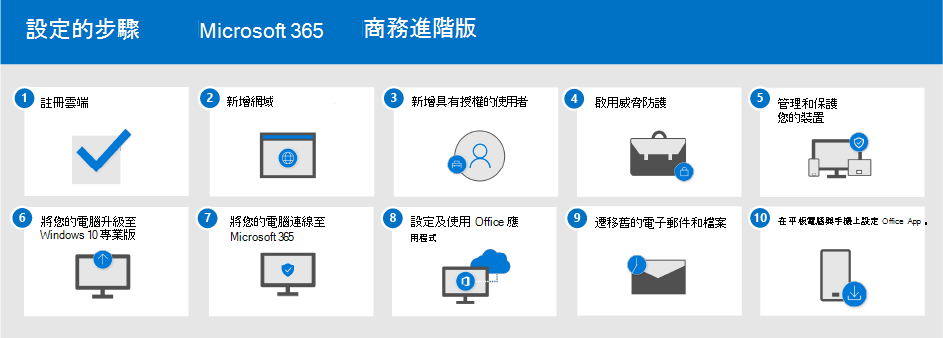 設定的步驟 Microsoft 365 商務進階版
1 註冊雲端
2 新增網域
3 新增具有授權的使用者
4 啟用威脅防護
5 管理和保護
您的裝置
6 將您的電腦升級至
Windows 10 專業版
7 將您的電腦連線至
Microsoft 365
8 設定及使用 Office 應
用程式
9 遷移舊的電子郵件和檔案
10 在平板電腦與手機上設定 Office App。